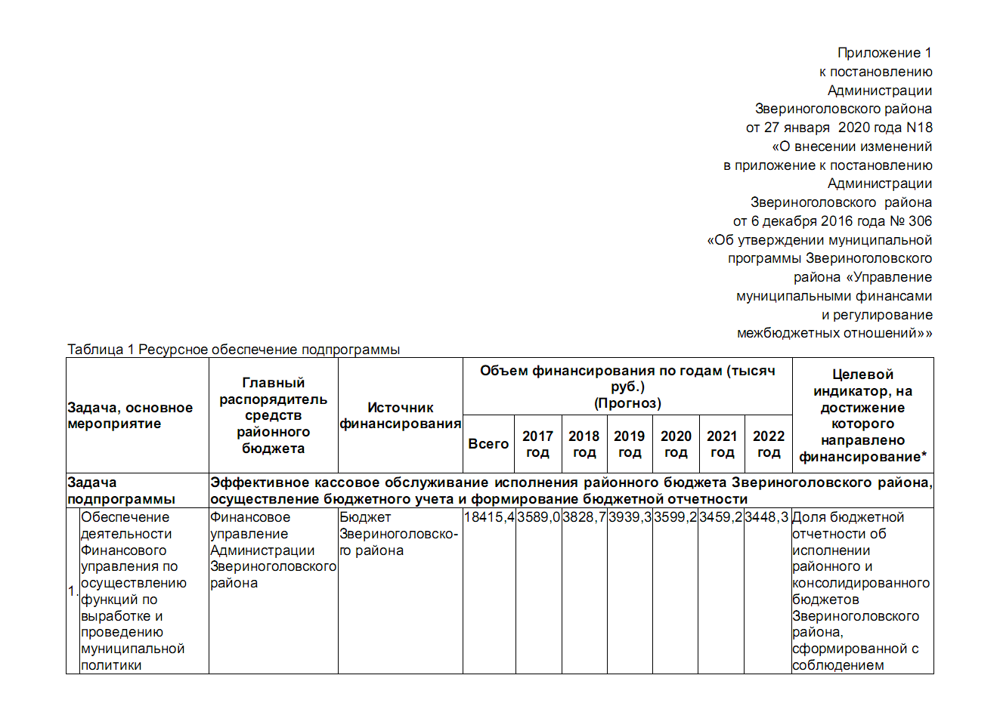 Приложение 1
к постановлению
Администрации
Звериноголовского района
от 27 января  2020 года N18
«О внесении изменений
в приложение к постановлению
Администрации
Звериноголовского  района
от 6 декабря 2016 года № 306
«Об утверждении муниципальной
программы Звериноголовского
района «Управление
муниципальными финансами
и регулирование
межбюджетных отношений»»
Таблица 1 Ресурсное обеспечение подпрограммы
Задача, основное
мероприятие
Главный
распорядитель
средств
районного
бюджета
Источник
финансирования
Объем финансирования по годам (тысяч
руб.)
(Прогноз)
Всего
2017
год
2018
год
2019
год
2020
год
2021
год
2022
год
Целевой
индикатор, на
достижение
которого
направлено
финансирование*
Задача
подпрограммы
Эффективное кассовое обслуживание исполнения районного бюджета Звериноголовского района,
осуществление бюджетного учета и формирование бюджетной отчетности
1.
Обеспечение
деятельности
Финансового
управления по
осуществлению
функций по
выработке и
проведению
муниципальной
политики
Финансовое
управление
Администрации
Звериноголовского
района
Бюджет
Звериноголовско-
го района
18415,4
3589,0
3828,7
3939,3
3599,2
3459,2
3448,3
Доля бюджетной
отчетности об
исполнении
районного и
консолидированного
бюджетов
Звериноголовского
района,
сформированной с
соблюдением